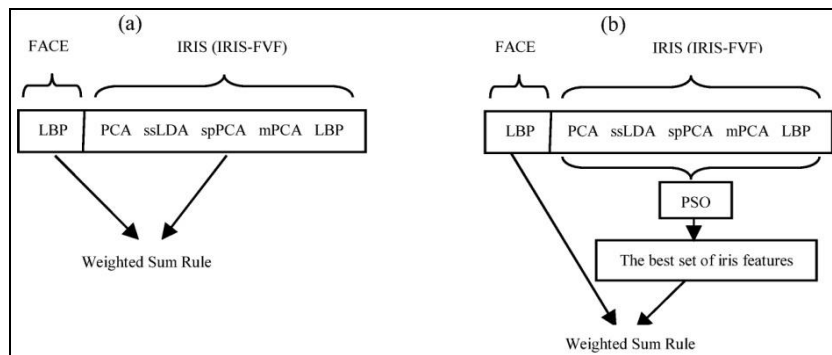 (a)
FACE IRIS (IRIS-FVF)
LBP PCA ssLDA spPCA mPCA LBP
Weighted Sum Rule
(b)
FACE IRIS (IRIS-FVF)
LBP PCA ssLDA spPCA mPCA LBP
PSO
The best set of iris features
Weighted Sum Rule